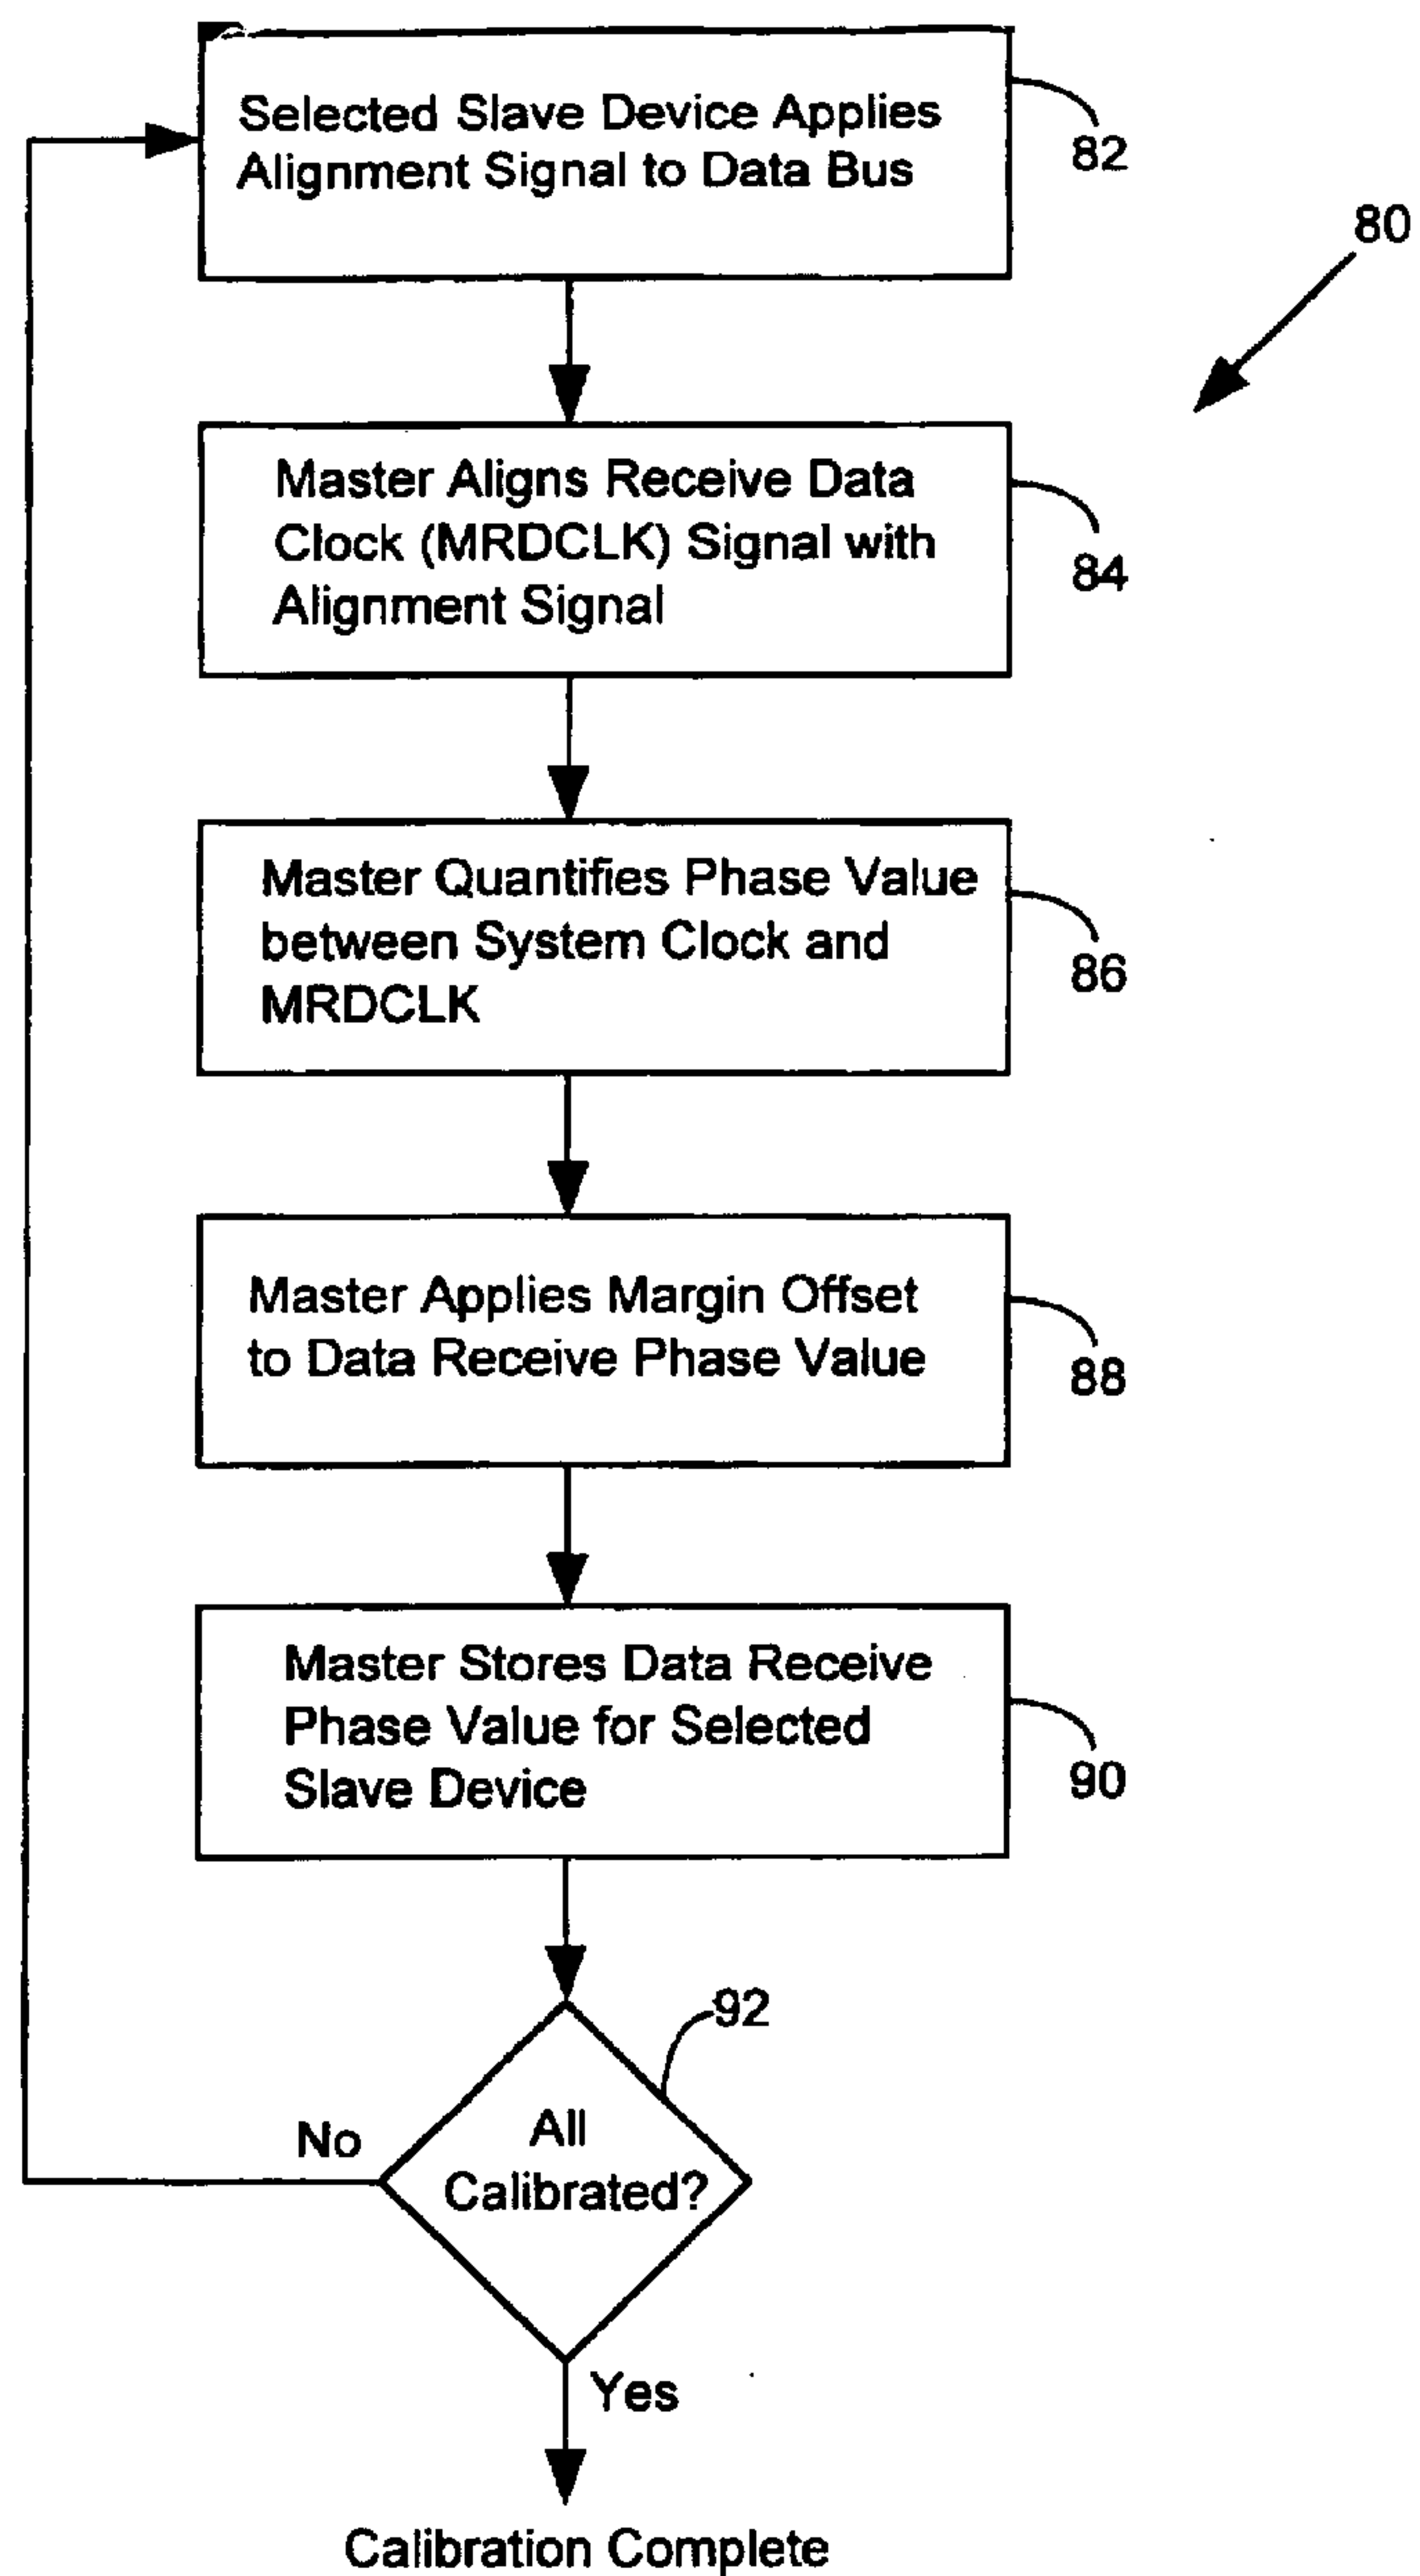 Selected Slave Device Applies
Alignment Signal to Data Bus
82
80
Master Aligns Receive Data
Clock (MRDCLK) Signal with
Alignment Signal
84
Master Quantifies Phase Value
between System Clock and
MRDCLK
86
Master Applies Margin Offset
to Data Receive Phase Value
88
Master Stores Data Receive
Phase Value for Selected
Slave Device
90
92
All
Calibrated?
No
Yes
Calibration Complete